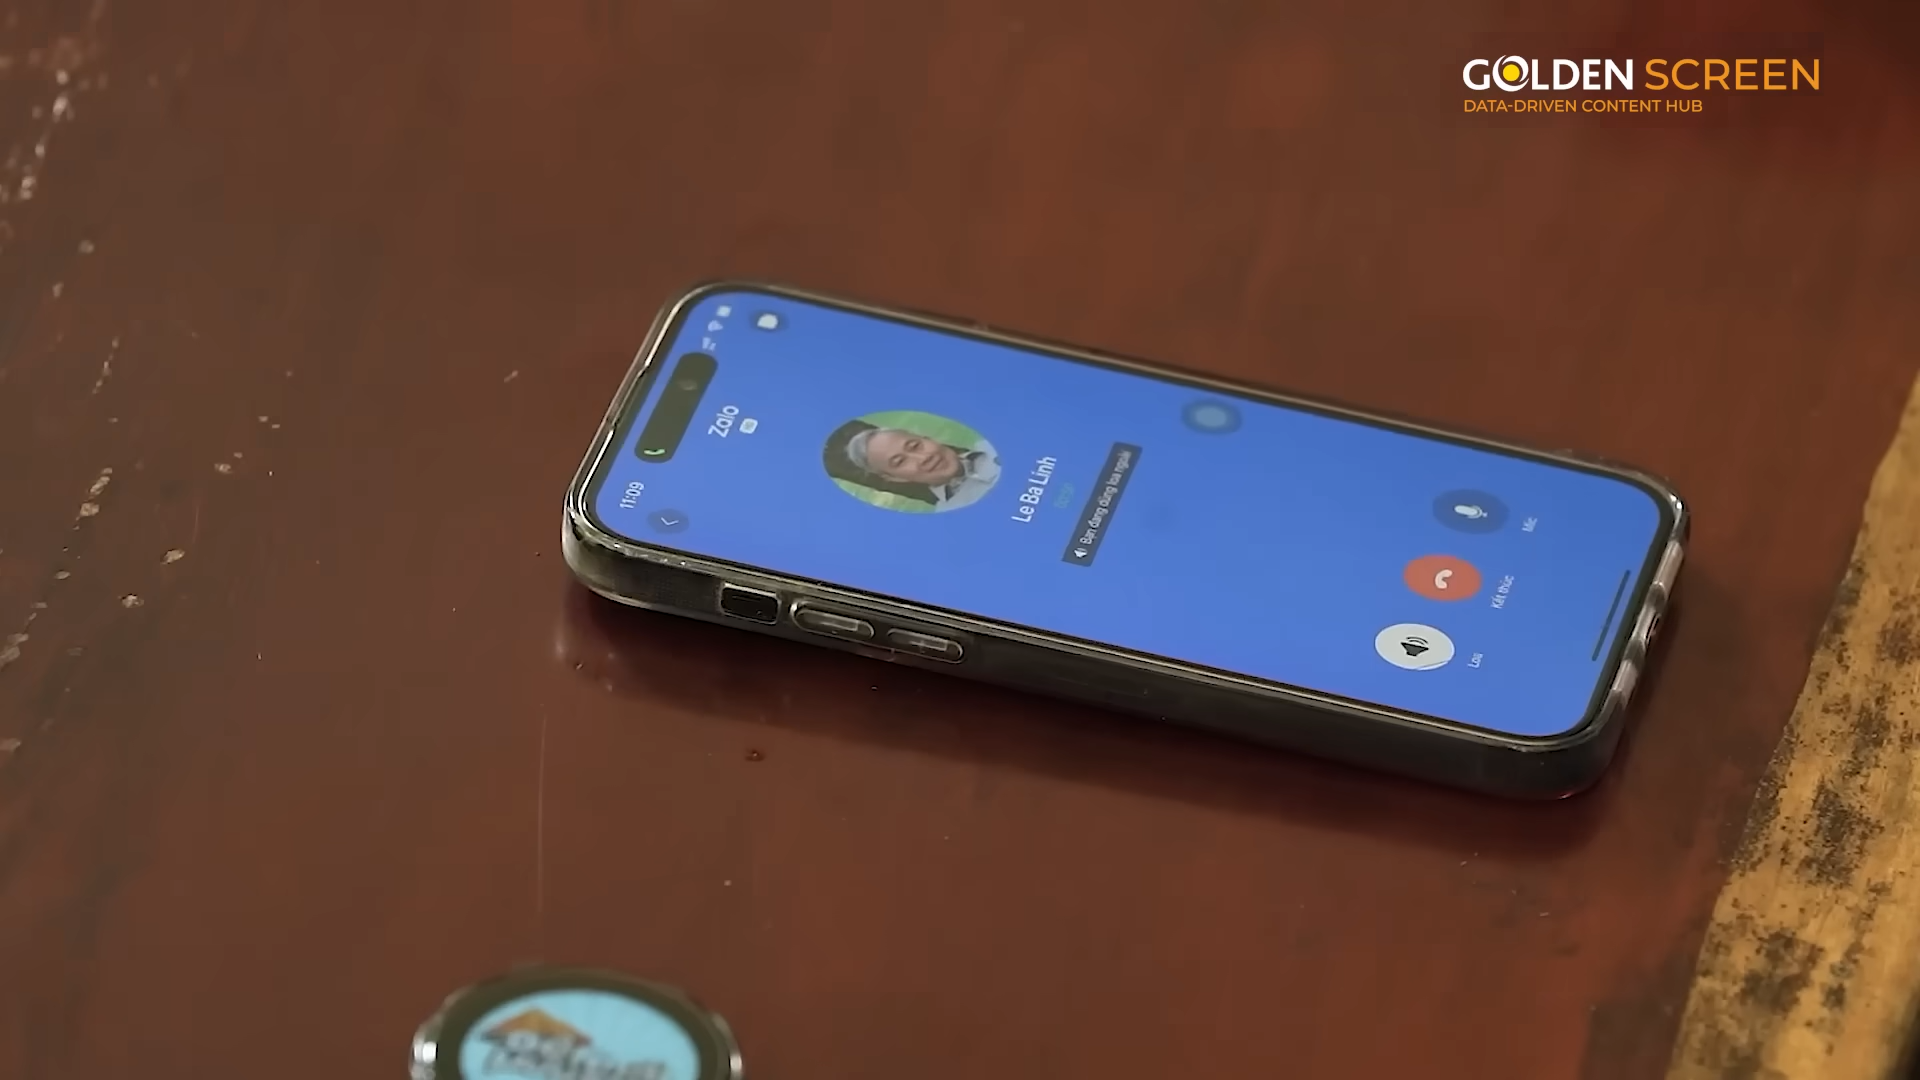 GOLDEN SCREEN
DATA-DRIVEN CONTENT HUB
11:09
Zalo
Le Ba Linh
Bạn đang dùng loa ngoài
Mic
Kết thúc
Loa